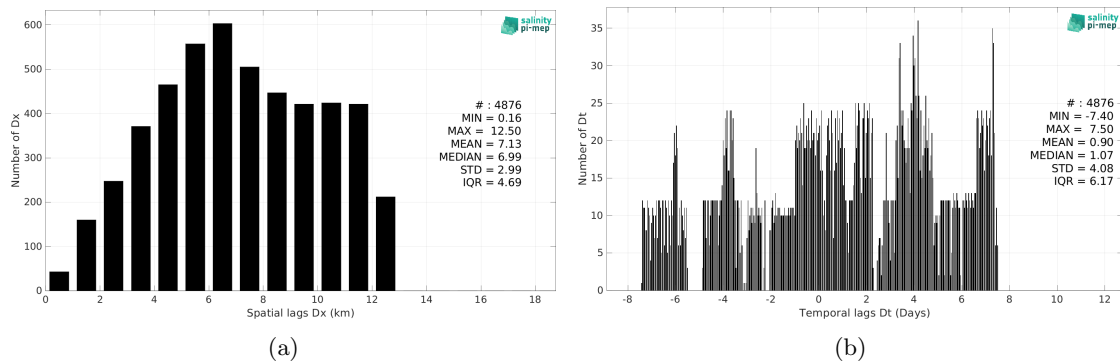 salinity
pi-mep
Number of Dx
600
500
400
300
200
100
0
# : 4876
MIN = 0.16
MAX = 12.50
MEAN = 7.13
MEDIAN = 6.99
STD = 2.99
IQR = 4.69
0 2 4 6 8 10 12 14 16 18
Spatial lags Dx (km)
(a)
salinity
pi-mep
Number of Dt
35
30
25
20
15
10
5
0
# : 4876
MIN = -7.40
MAX = 7.50
MEAN = 0.90
MEDIAN = 1.07
STD = 4.08
IQR = 6.17
-8 -6 -4 -2 0 2 4 6 8 10 12
Temporal lags Dt (Days)
(b)